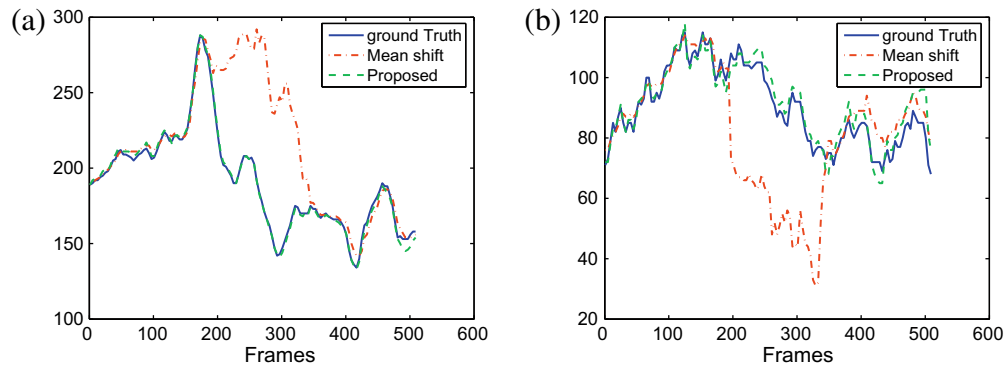 (a)
300
250
200
150
100
0 100 200 300 400 500 600
Frames
ground Truth
Mean shift
Proposed
(b)
120
100
80
60
40
20
0 100 200 300 400 500 600
Frames
ground Truth
Mean shift
Proposed